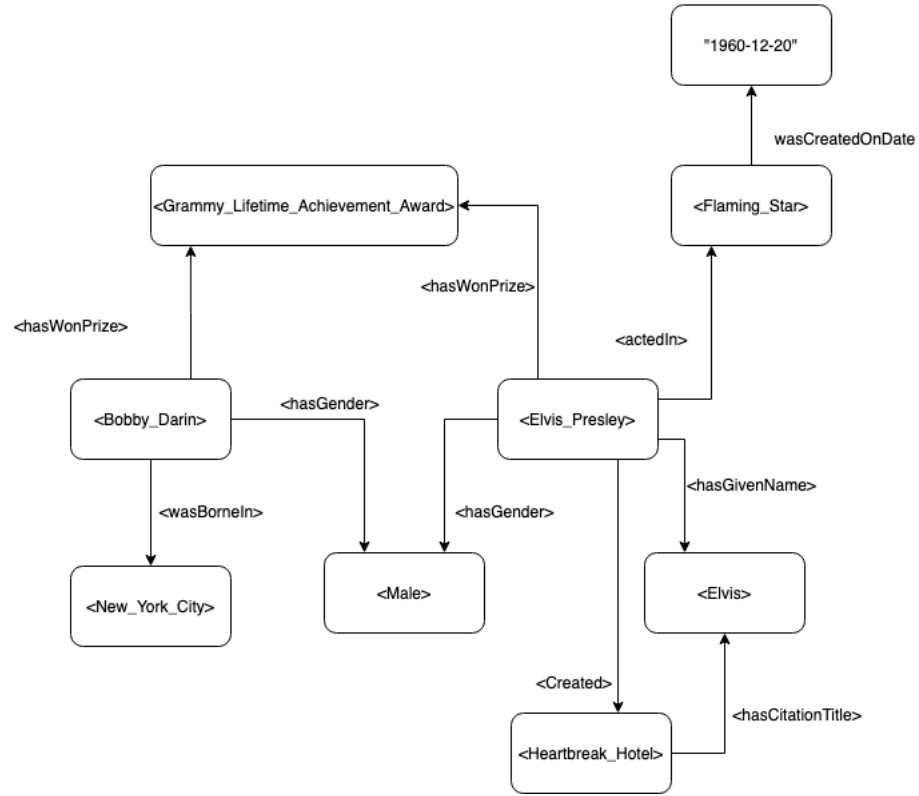 "1960-12-20"
wasCreatedOnDate
<Grammy_Lifetime_Achievement_Award>
<Flaming_Star>
<hasWonPrize>
<hasWonPrize>
<actedIn>
<hasGender>
<Bobby_Darin>
<Elvis_Presley>
<hasGivenName>
<wasBorneIn>
<hasGender>
<New_York_City>
<Male>
<Elvis>
<Created>
<hasCitationTitle>
<Heartbreak_Hotel>